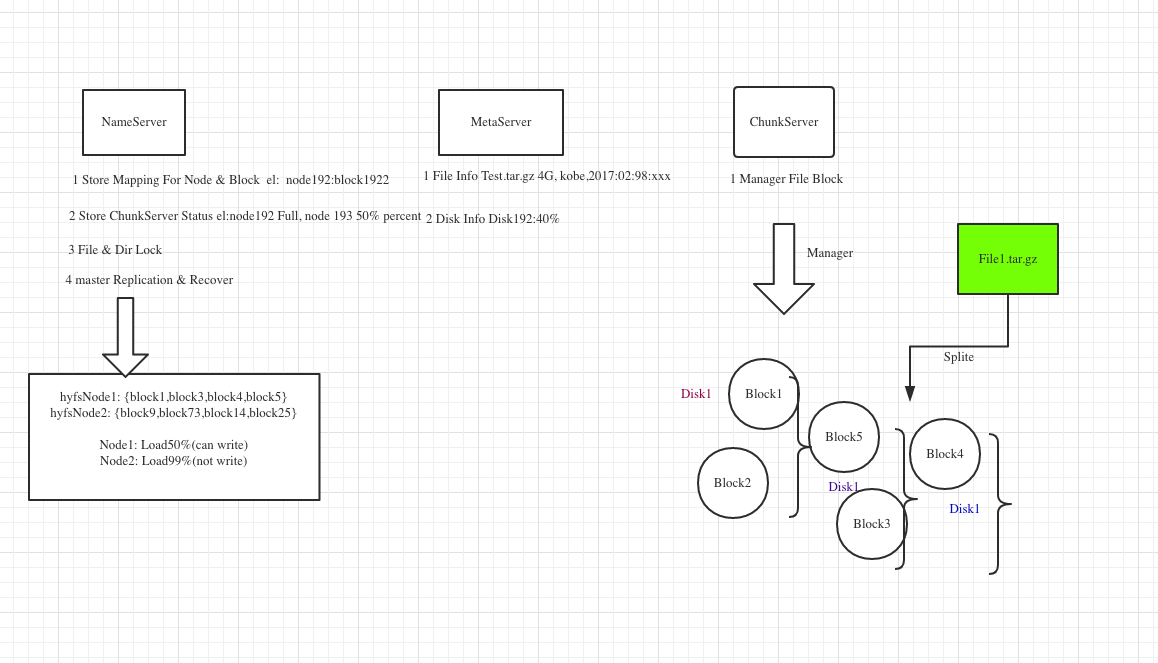 NameServer
MetaServer
ChunkServer
1 Store Mapping For Node & Block  el:  node192:block1922
1 File Info Test.tar.gz 4G, kobe,2017:02:98:xxx
1 Manager File Block
2 Store ChunkServer Status el:node192 Full, node 193 50% percent
2 Disk Info Disk192:40%
3 File & Dir Lock
4 master Replication & Recover
Manager
File1.tar.gz
Splite
hyfsNode1: {block1,block3,block4,block5}
hyfsNode2: {block9,block73,block14,block25}
Node1: Load50%(can write)
Node2: Load99%(not write)
Disk1
Block1
Block5
Block4
Block2
Disk1
Block3
Disk1